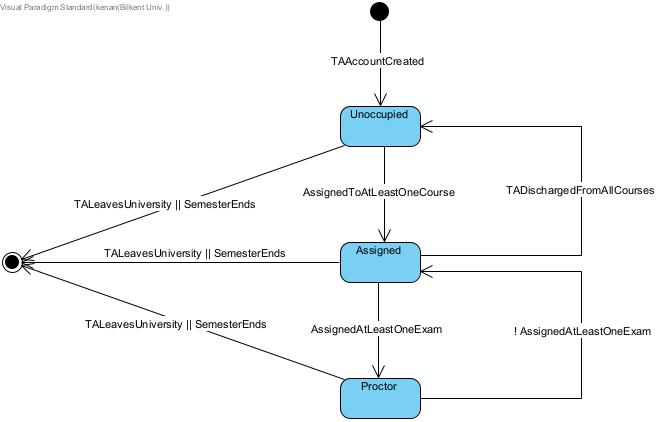 Visual Paradigm Standard(kenan(Bilkent Univ.))
TAAccountCreated
Unoccupied
AssignedToAtLeastOneCourse
TADischargedFromAllCourses
TALeavesUniversity || SemesterEnds
TALeavesUniversity || SemesterEnds
Assigned
TALeavesUniversity || SemesterEnds
AssignedAtLeastOneExam
! AssignedAtLeastOneExam
Proctor